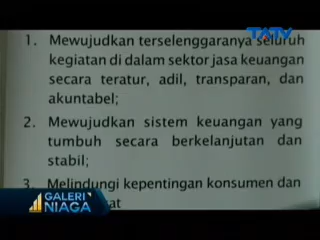 TATV
1. Mewujudkan terselenggaranya seluruh
kegiatan di dalam sektor jasa keuangan
secara teratur, adil, transparan, dan
akuntabel;
2. Mewujudkan sistem keuangan yang
tumbuh secara berkelanjutan dan
stabil;
3. Melindungi kepentingan konsumen dan
GALERI
NIAGA